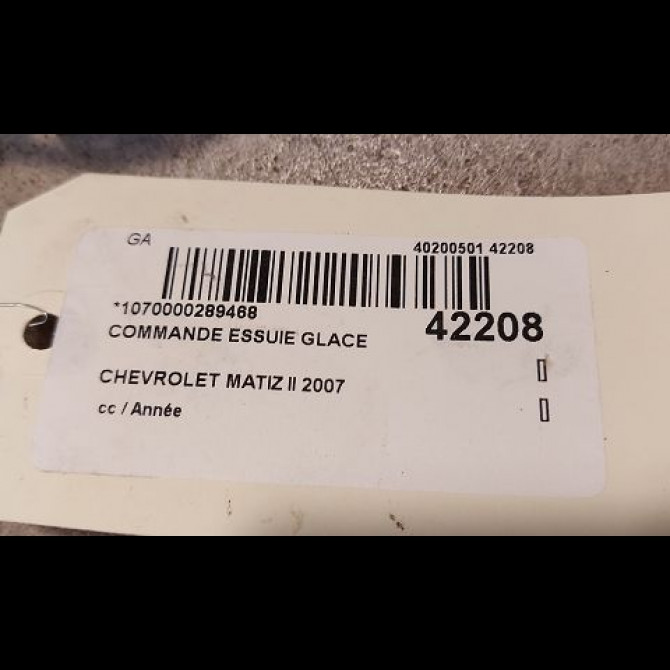 GA
40200501 42208
*1070000289468
42208
COMMANDE ESSUIE GLACE
CHEVROLET MATIZ II 2007
cc / Année